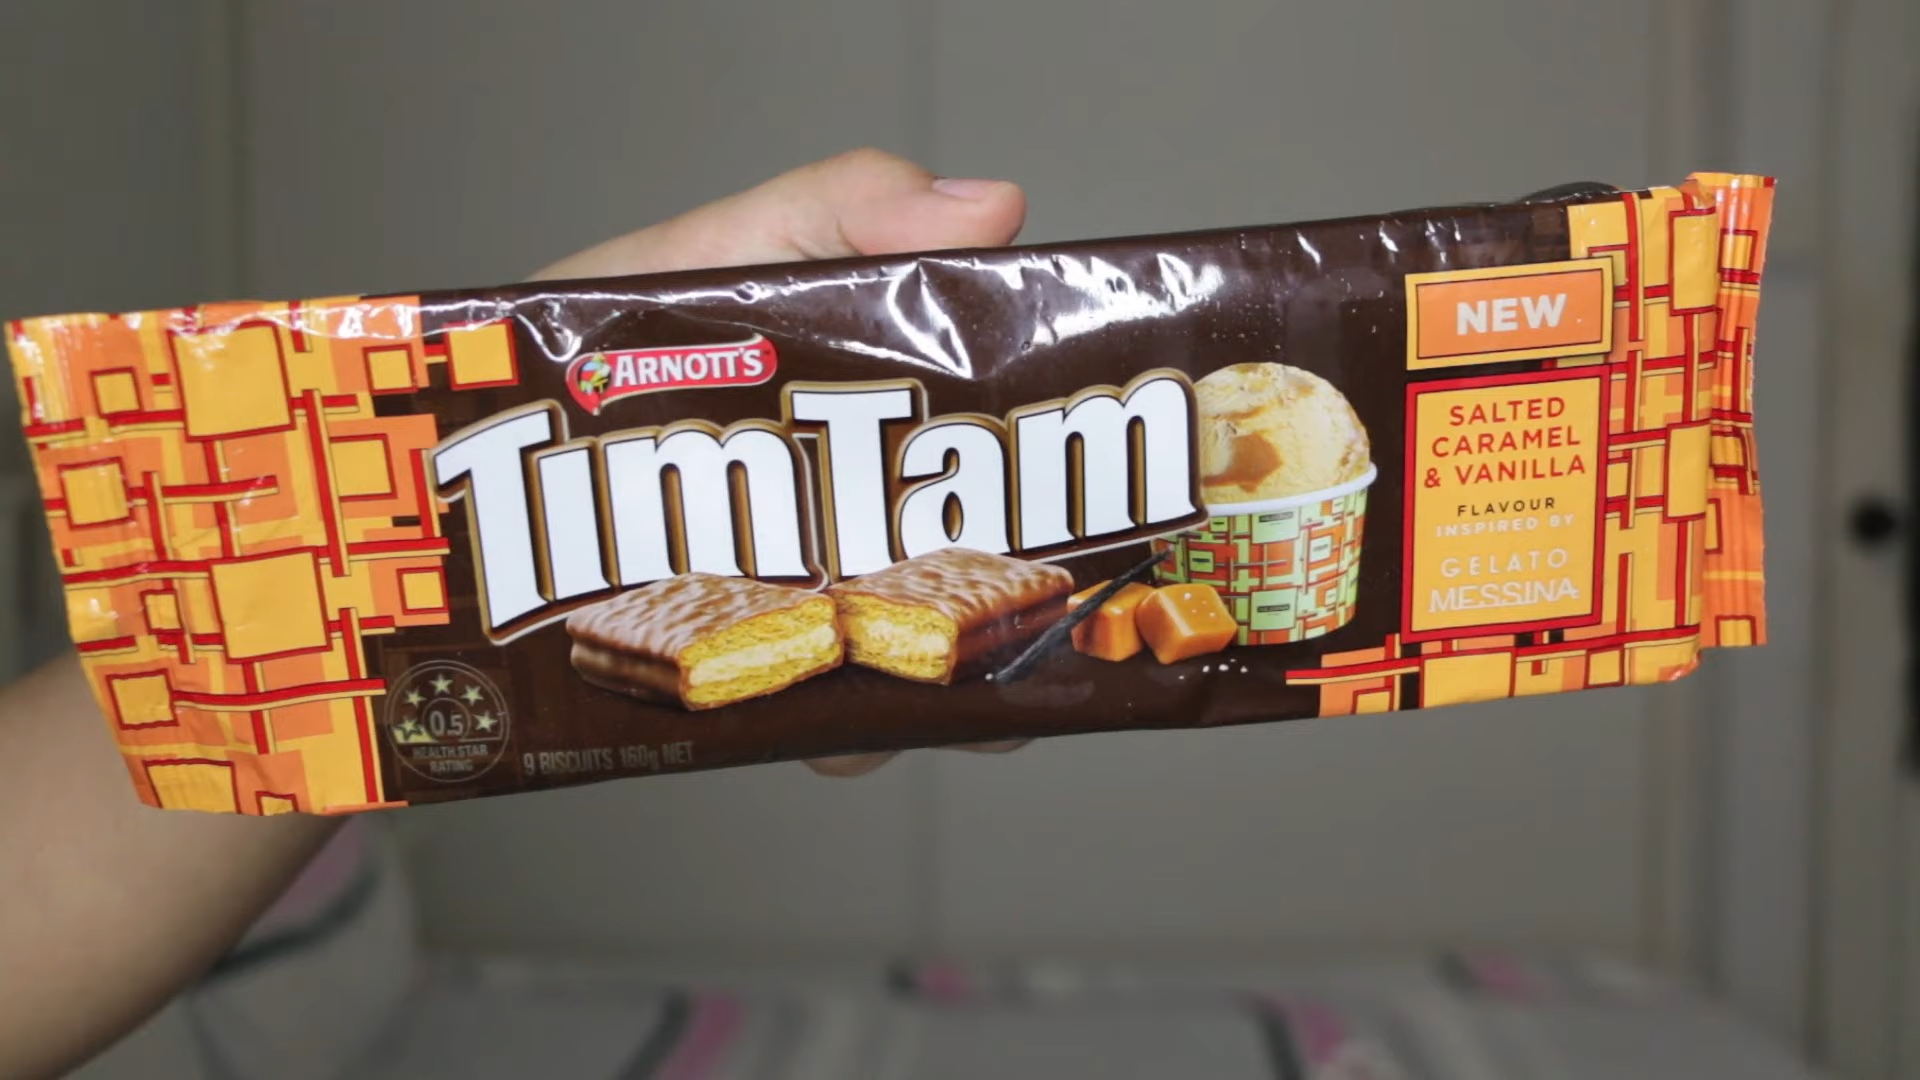 ARNOTT'S
TimTam
NEW
SALTED
CARAMEL
& VANILLA
FLAVOUR
INSPIRED BY
GELATO
MESSINA
0.5
HEALTH STAR
RATING
9 BISCUITS 160g NET